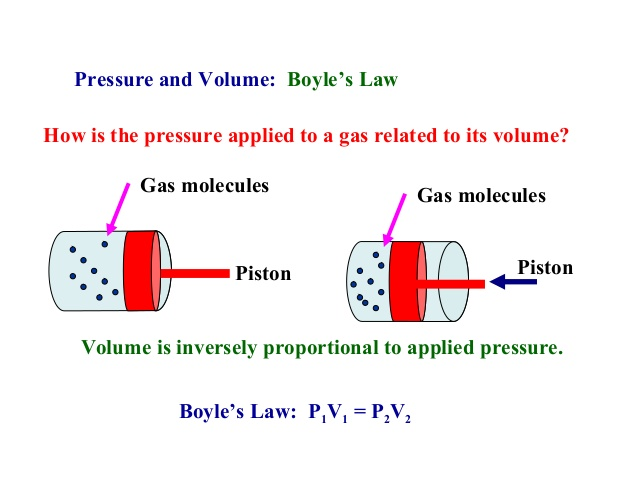 Pressure and Volume: Boyle's Law
How is the pressure applied to a gas related to its volume?
Gas molecules
Gas molecules
Piston
Piston
Volume is inversely proportional to applied pressure.
Boyle's Law: P₁V₁ = P₂V₂